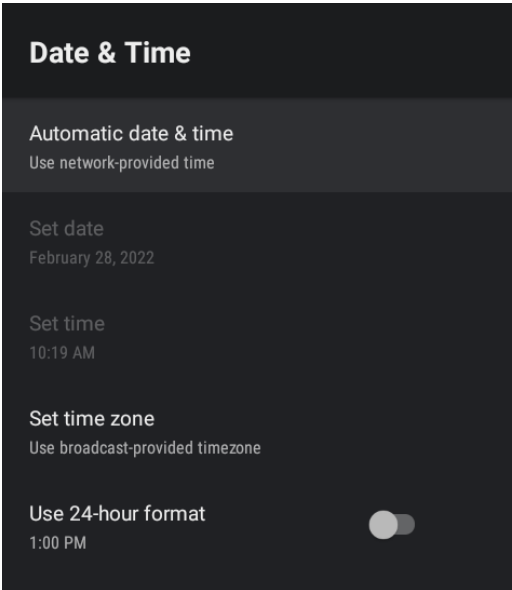 Date & Time
Automatic date & time
Use network-provided time
Set date
February 28, 2022
Set time
10:19 AM
Set time zone
Use broadcast-provided timezone
Use 24-hour format
1:00 PM